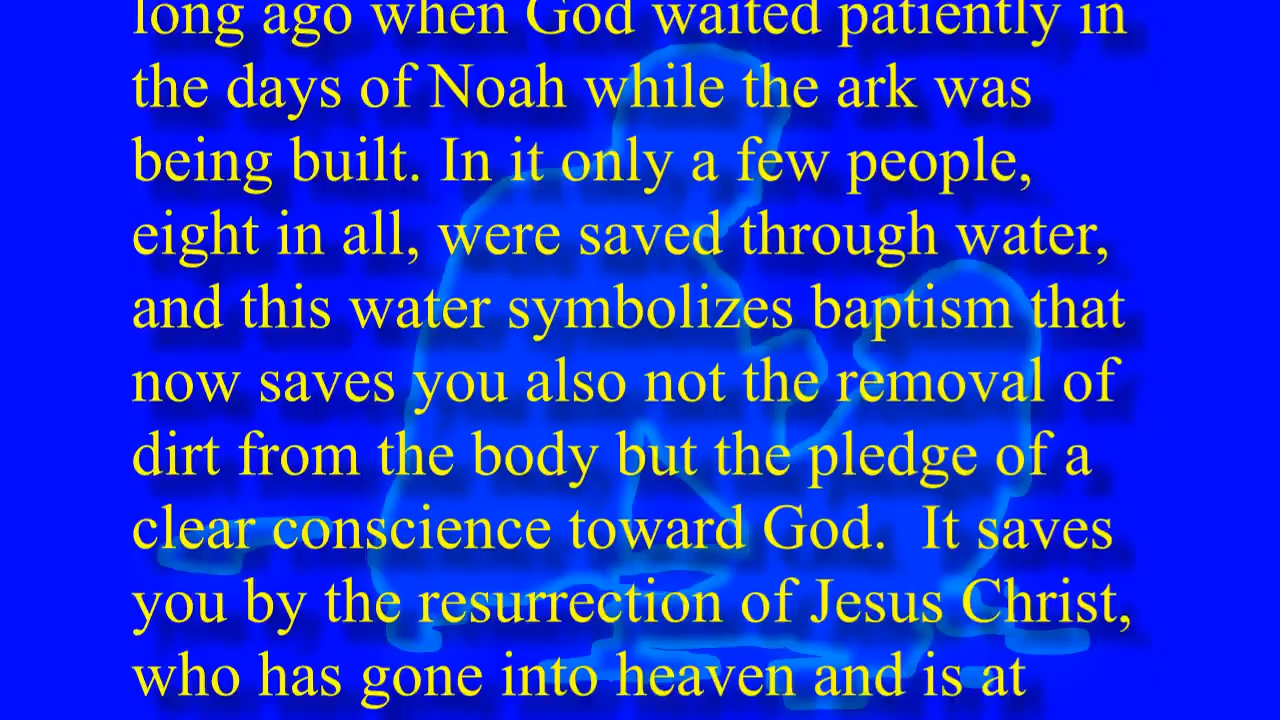 long ago when God waited patiently in
the days of Noah while the ark was
being built. In it only a few people,
eight in all, were saved through water,
and this water symbolizes baptism that
now saves you also not the removal of
dirt from the body but the pledge of a
clear conscience toward God.  It saves
you by the resurrection of Jesus Christ,
who has gone into heaven and is at